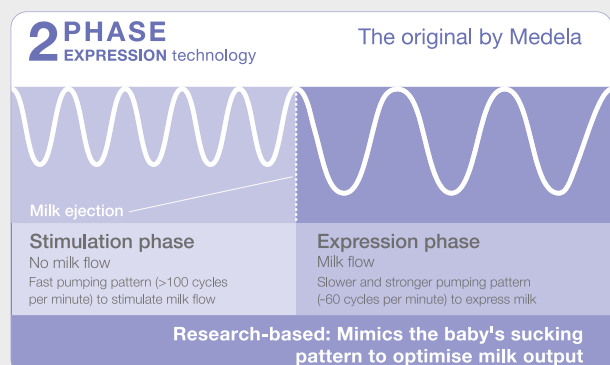 2 PHASE
EXPRESSION technology
The original by Medela
Milk ejection
Stimulation phase
No milk flow
Fast pumping pattern (>100 cycles
per minute) to stimulate milk flow
Expression phase
Milk flow
Slower and stronger pumping pattern
(~60 cycles per minute) to express milk
Research-based: Mimics the baby's sucking
pattern to optimise milk output